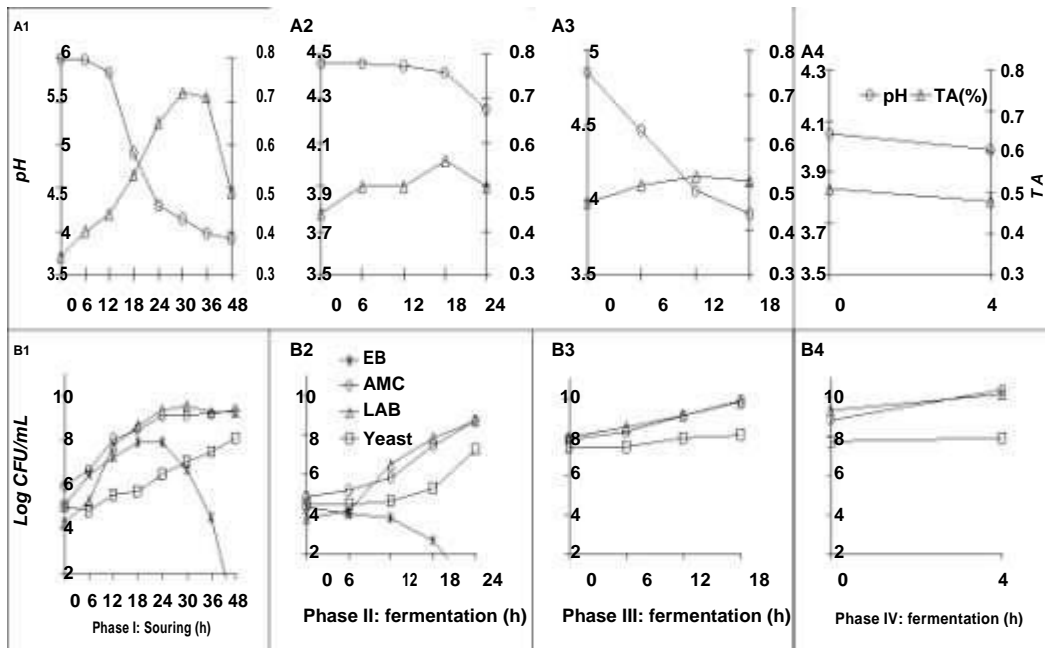 A1
pH
6
5.5
5
4.5
4
3.5
0.8
0.7
0.6
0.5
0.4
0.3
0 6 12 18 24 30 36 48
A2
4.5
4.3
4.1
3.9
3.7
3.5
0.8
0.7
0.6
0.5
0.4
0.3
0 6 12 18 24
A3
5
4.5
4
3.5
0.8
0.7
0.6
0.5
0.4
0.3
0 6 12 18
A4
4.3
4.1
3.9
3.7
3.5
0.8
0.7
0.6
0.5
0.4
0.3
TA
pH TA(%)
0 4
B1
Log CFU/mL
10
8
6
4
2
0 6 12 18 24 30 36 48
Phase I: Souring (h)
B2
EB
AMC
LAB
Yeast
10
8
6
4
2
0 6 12 18 24
Phase II: fermentation (h)
B3
10
8
6
4
2
0 6 12 18
Phase III: fermentation (h)
B4
10
8
6
4
2
0 4
Phase IV: fermentation (h)